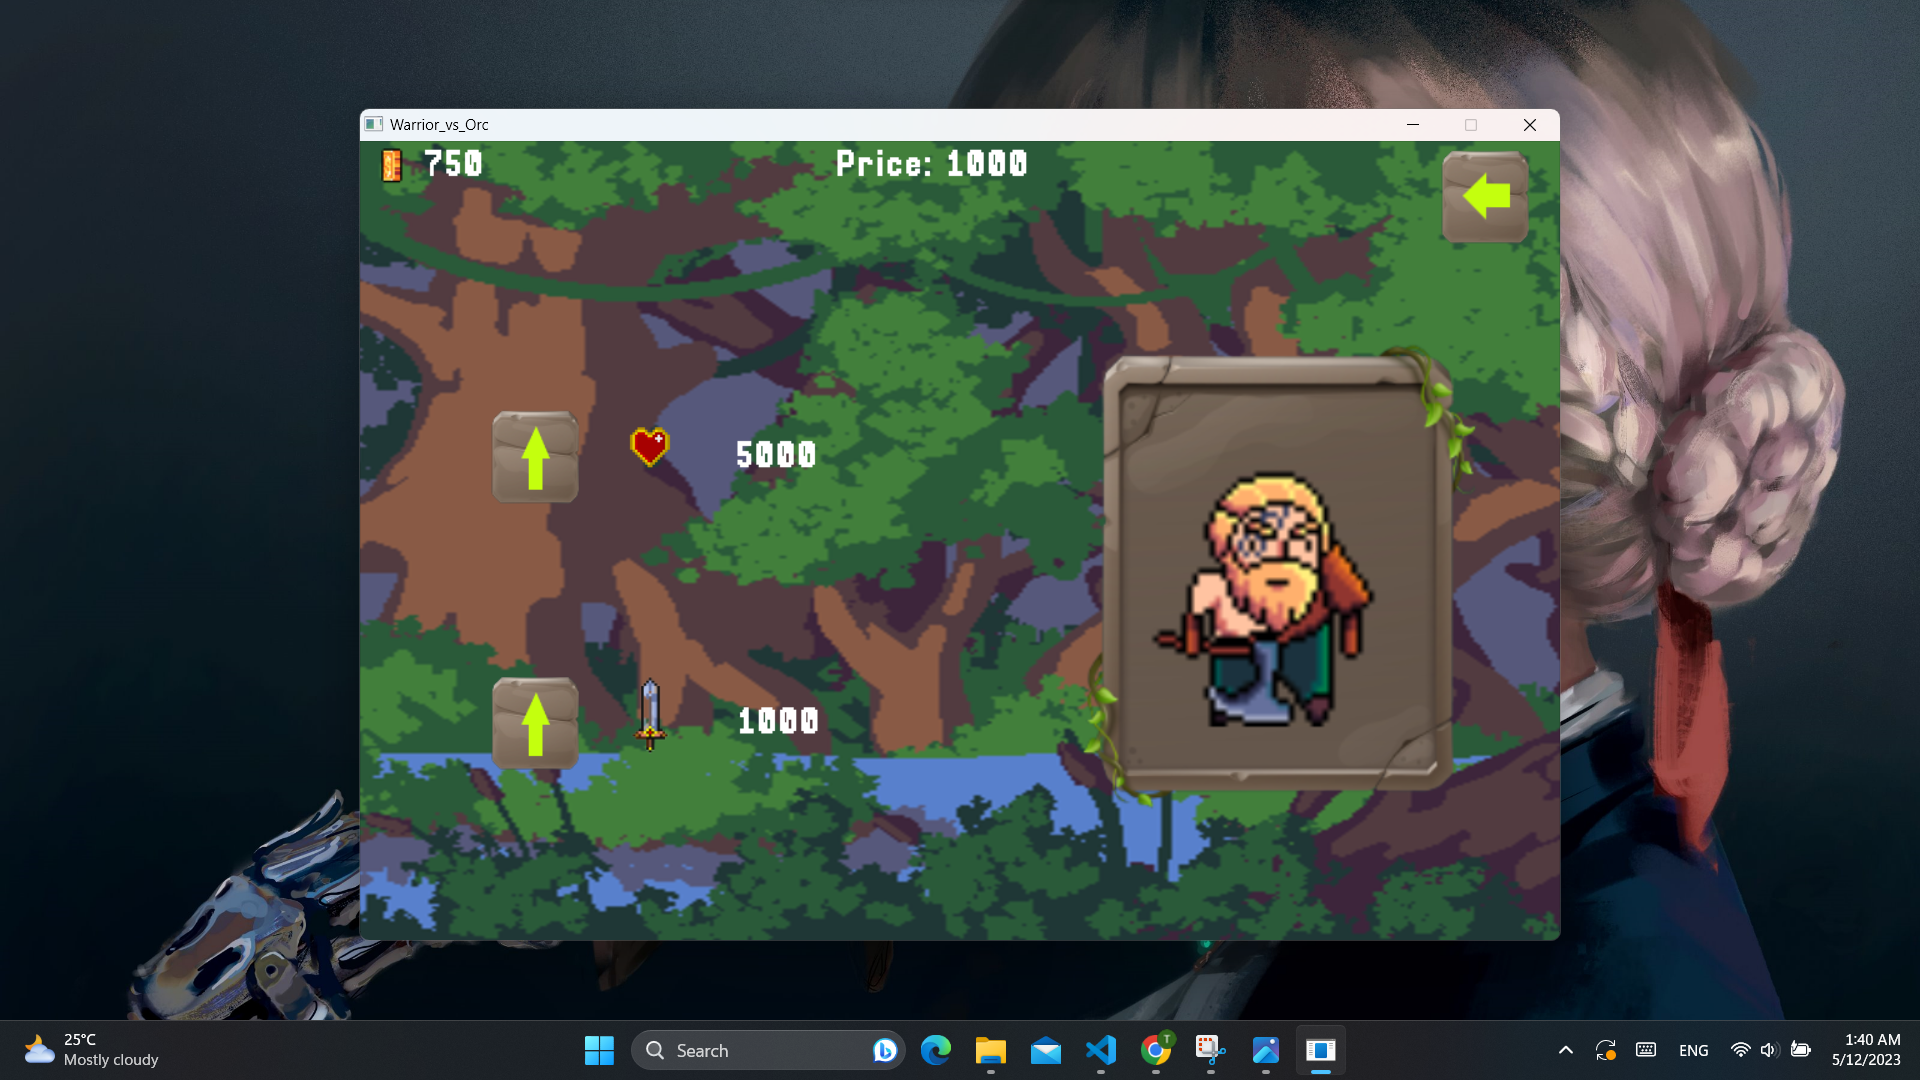 Warrior_vs_Orc
750
Price: 1000
5000
1000
25°C
Mostly cloudy
Search
T
ENG
1:40 AM
5/12/2023